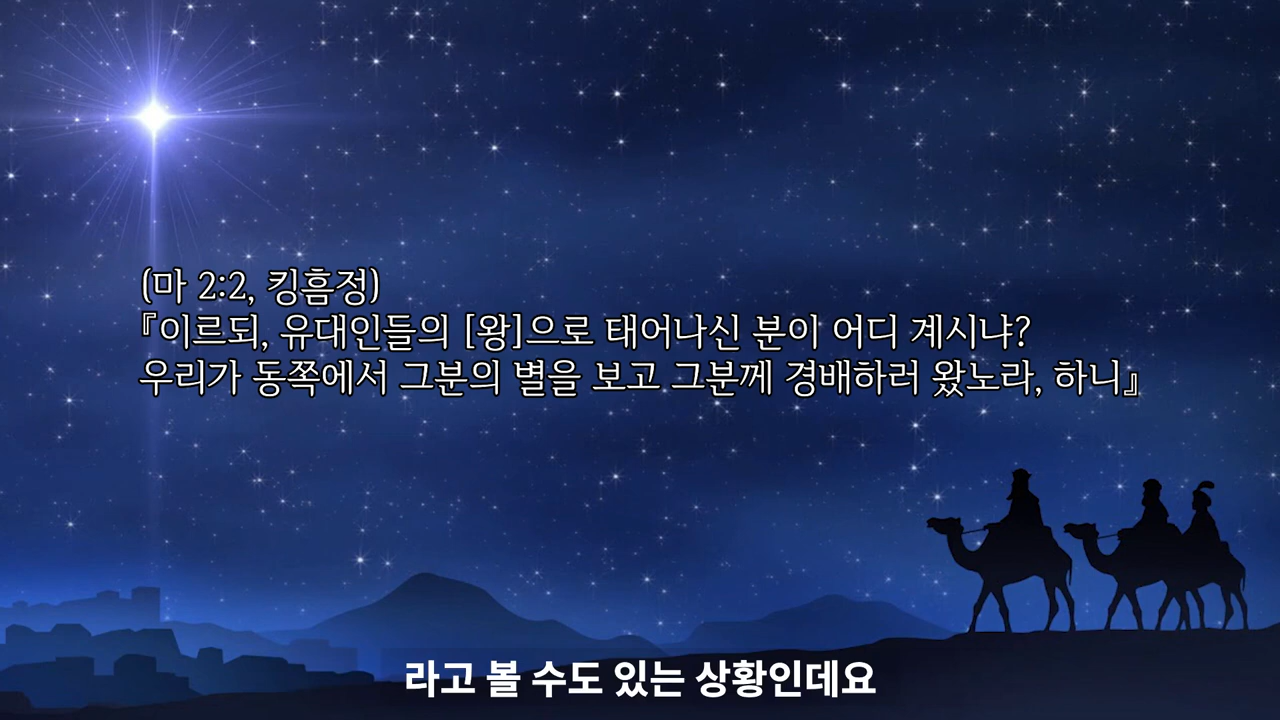 (마 2:2, 킹흠정)
『이르되, 유대인들의 [왕]으로 태어나신 분이 어디 계시냐?
우리가 동쪽에서 그분의 별을 보고 그분께 경배하러 왔노라, 하니』
라고 볼 수도 있는 상황인데요